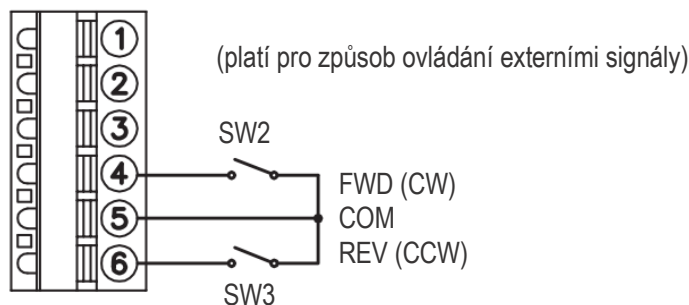 1
(platí pro způsob ovládání externími signály)
2
3
SW2
4
FWD (CW)
5
COM
6
REV (CCW)
SW3